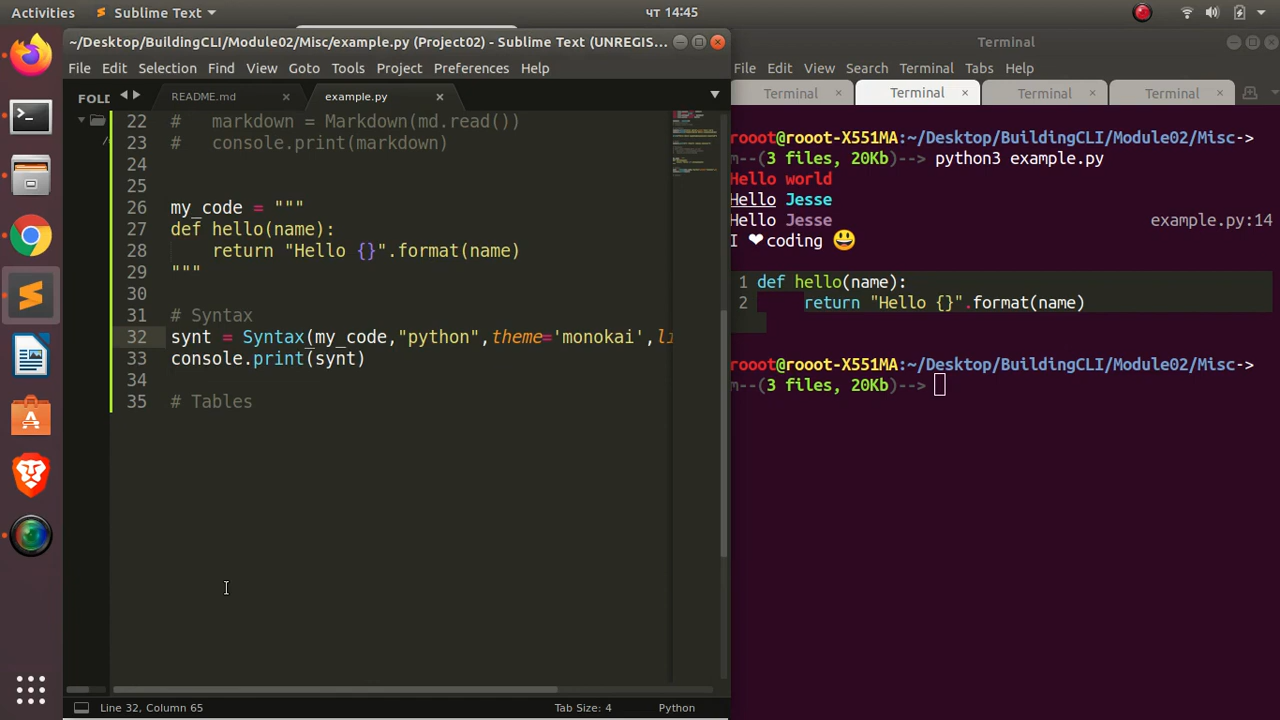 Activities
Sublime Text
чт 14:45
~/Desktop/BuildingCLI/Module02/Misc/example.py (Project02) - Sublime Text (UNREGIS...
File Edit Selection Find View Goto Tools Project Preferences Help
FOL
README.md
example.py
22 #   markdown = Markdown(md.read())
23 #   console.print(markdown)
24
25
26 my_code = """
27 def hello(name):
28     return "Hello {}".format(name)
29 """
30
31 # Syntax
32 synt = Syntax(my_code,"python",theme='monokai',li
33 console.print(synt)
34
35 # Tables
Line 32, Column 65
Tab Size: 4
Python
Terminal
File Edit View Search Terminal Tabs Help
Terminal
Terminal
Terminal
Terminal
rooot@rooot-X551MA:~/Desktop/BuildingCLI/Module02/Misc->
m--(3 files, 20Kb)--> python3 example.py
Hello world
Hello Jesse
Hello Jesse example.py:14
I ❤coding 😃
1 def hello(name):
2     return "Hello {}".format(name)
rooot@rooot-X551MA:~/Desktop/BuildingCLI/Module02/Misc->
m--(3 files, 20Kb)-->